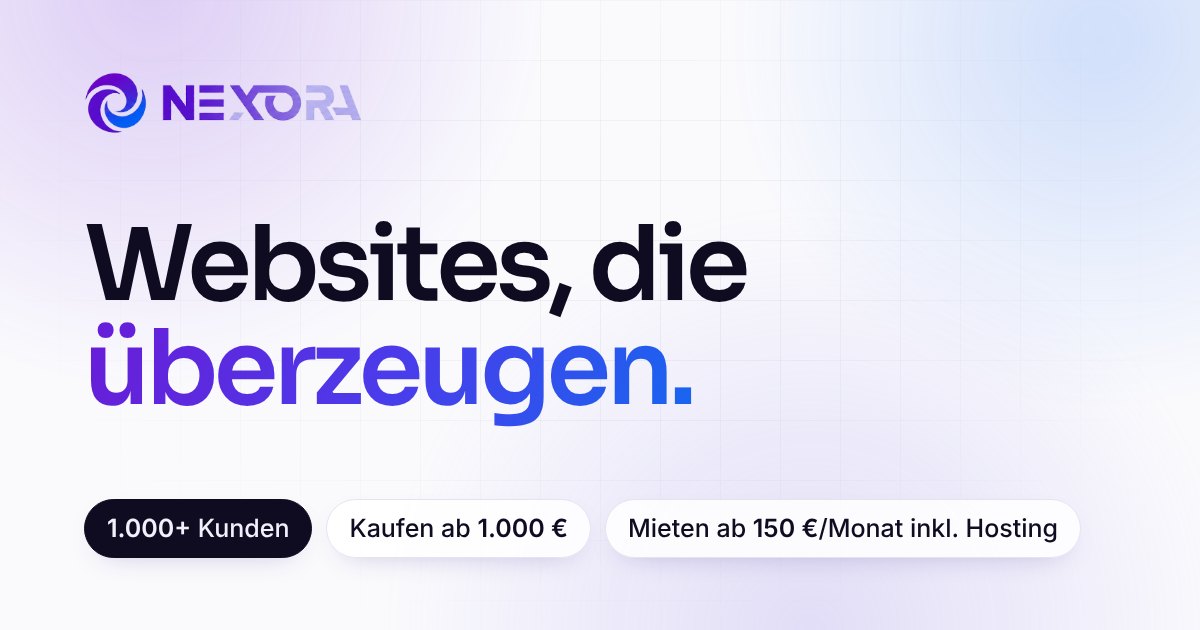 NEXORA
Websites, die
überzeugen.
1.000+ Kunden
Kaufen ab 1.000 €
Mieten ab 150 €/Monat inkl. Hosting